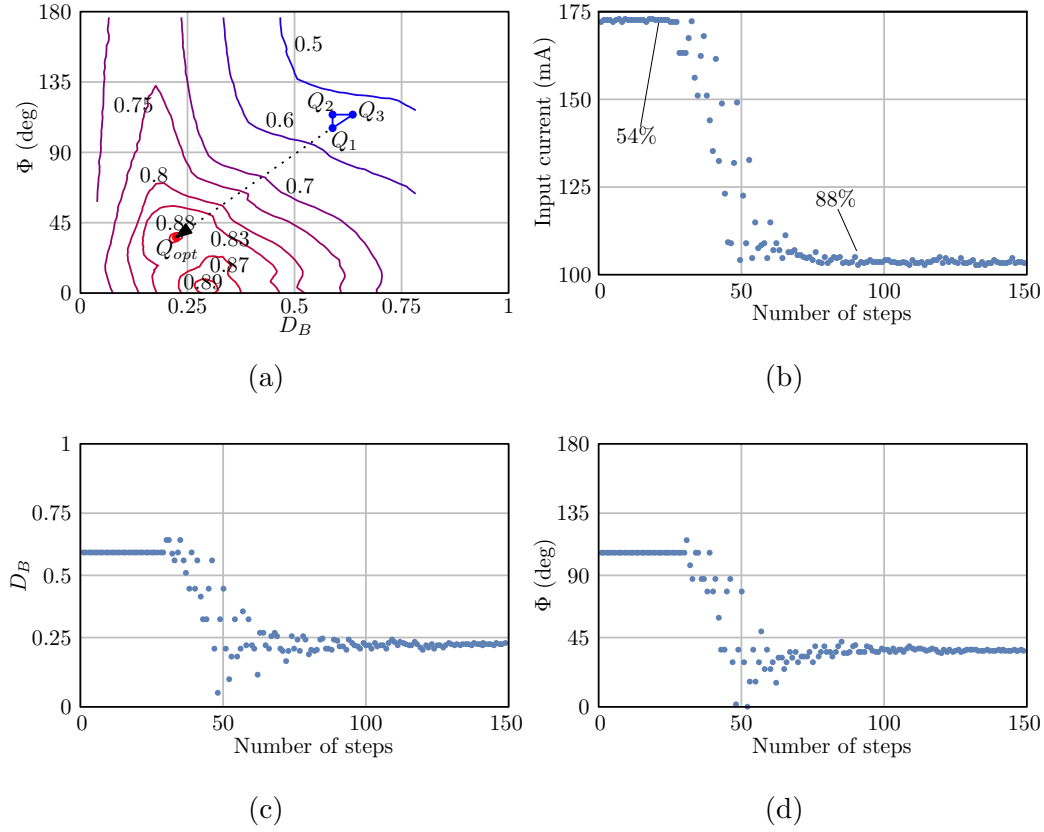 180
135
90
45
0
Φ (deg)
0.5
0.75
Q₂
Q₃
0.6
Q₁
0.8
0.7
0.88
0.83
Q_opt
0.87
0.89
0
0.25
0.5
0.75
1
D_B
(a)
175
150
125
100
Input current (mA)
54%
88%
0
50
100
150
Number of steps
(b)
1
0.75
0.5
0.25
0
D_B
0
50
100
150
Number of steps
(c)
180
135
90
45
0
Φ (deg)
0
50
100
150
Number of steps
(d)